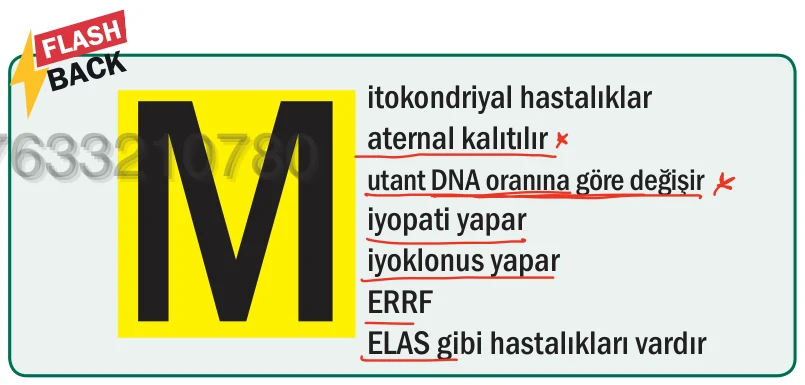 FLASH
BACK
M
itokondriyal hastalıklar
aternal kalıtılır
utant DNA oranına göre değişir
iyopati yapar
iyoklonus yapar
ERRF
ELAS gibi hastalıkları vardır
7633210780